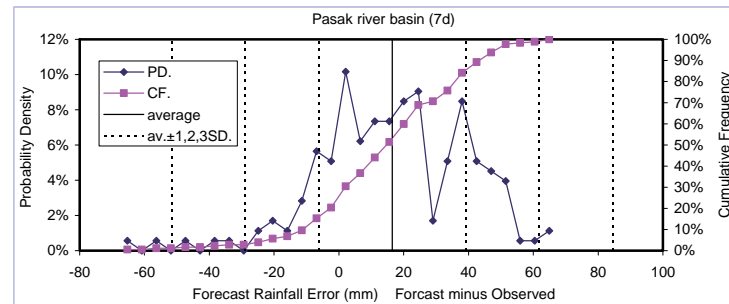 Pasak river basin (7d)
12%
10%
8%
6%
4%
2%
0%
Probability Density
PD.
CF.
average
av.±1,2,3SD.
100%
90%
80%
70%
60%
50%
40%
30%
20%
10%
0%
Cumulative Frequency
-80 -60 -40 -20 0 20 40 60 80 100
Forecast Rainfall Error (mm) Forcast minus Observed